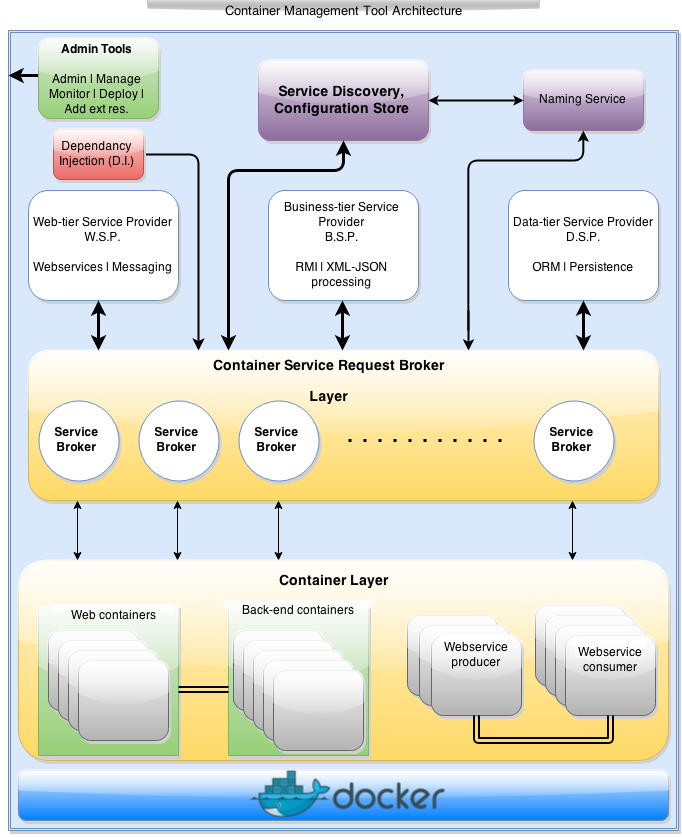 Container Management Tool Architecture
Admin Tools
Admin | Manage
Monitor | Deploy |
Add ext res.
Service Discovery,
Configuration Store
Naming Service
Dependancy
Injection (D.I.)
Web-tier Service Provider
W.S.P.
Webservices | Messaging
Business-tier Service
Provider
B.S.P.
RMI | XML-JSON
processing
Data-tier Service Provider
D.S.P.
ORM | Persistence
Container Service Request Broker
Layer
Service
Broker
Service
Broker
Service
Broker
. . . . . . . . . . .
Service
Broker
Container Layer
Web containers
Back-end containers
Webservice
producer
Webservice
consumer
docker